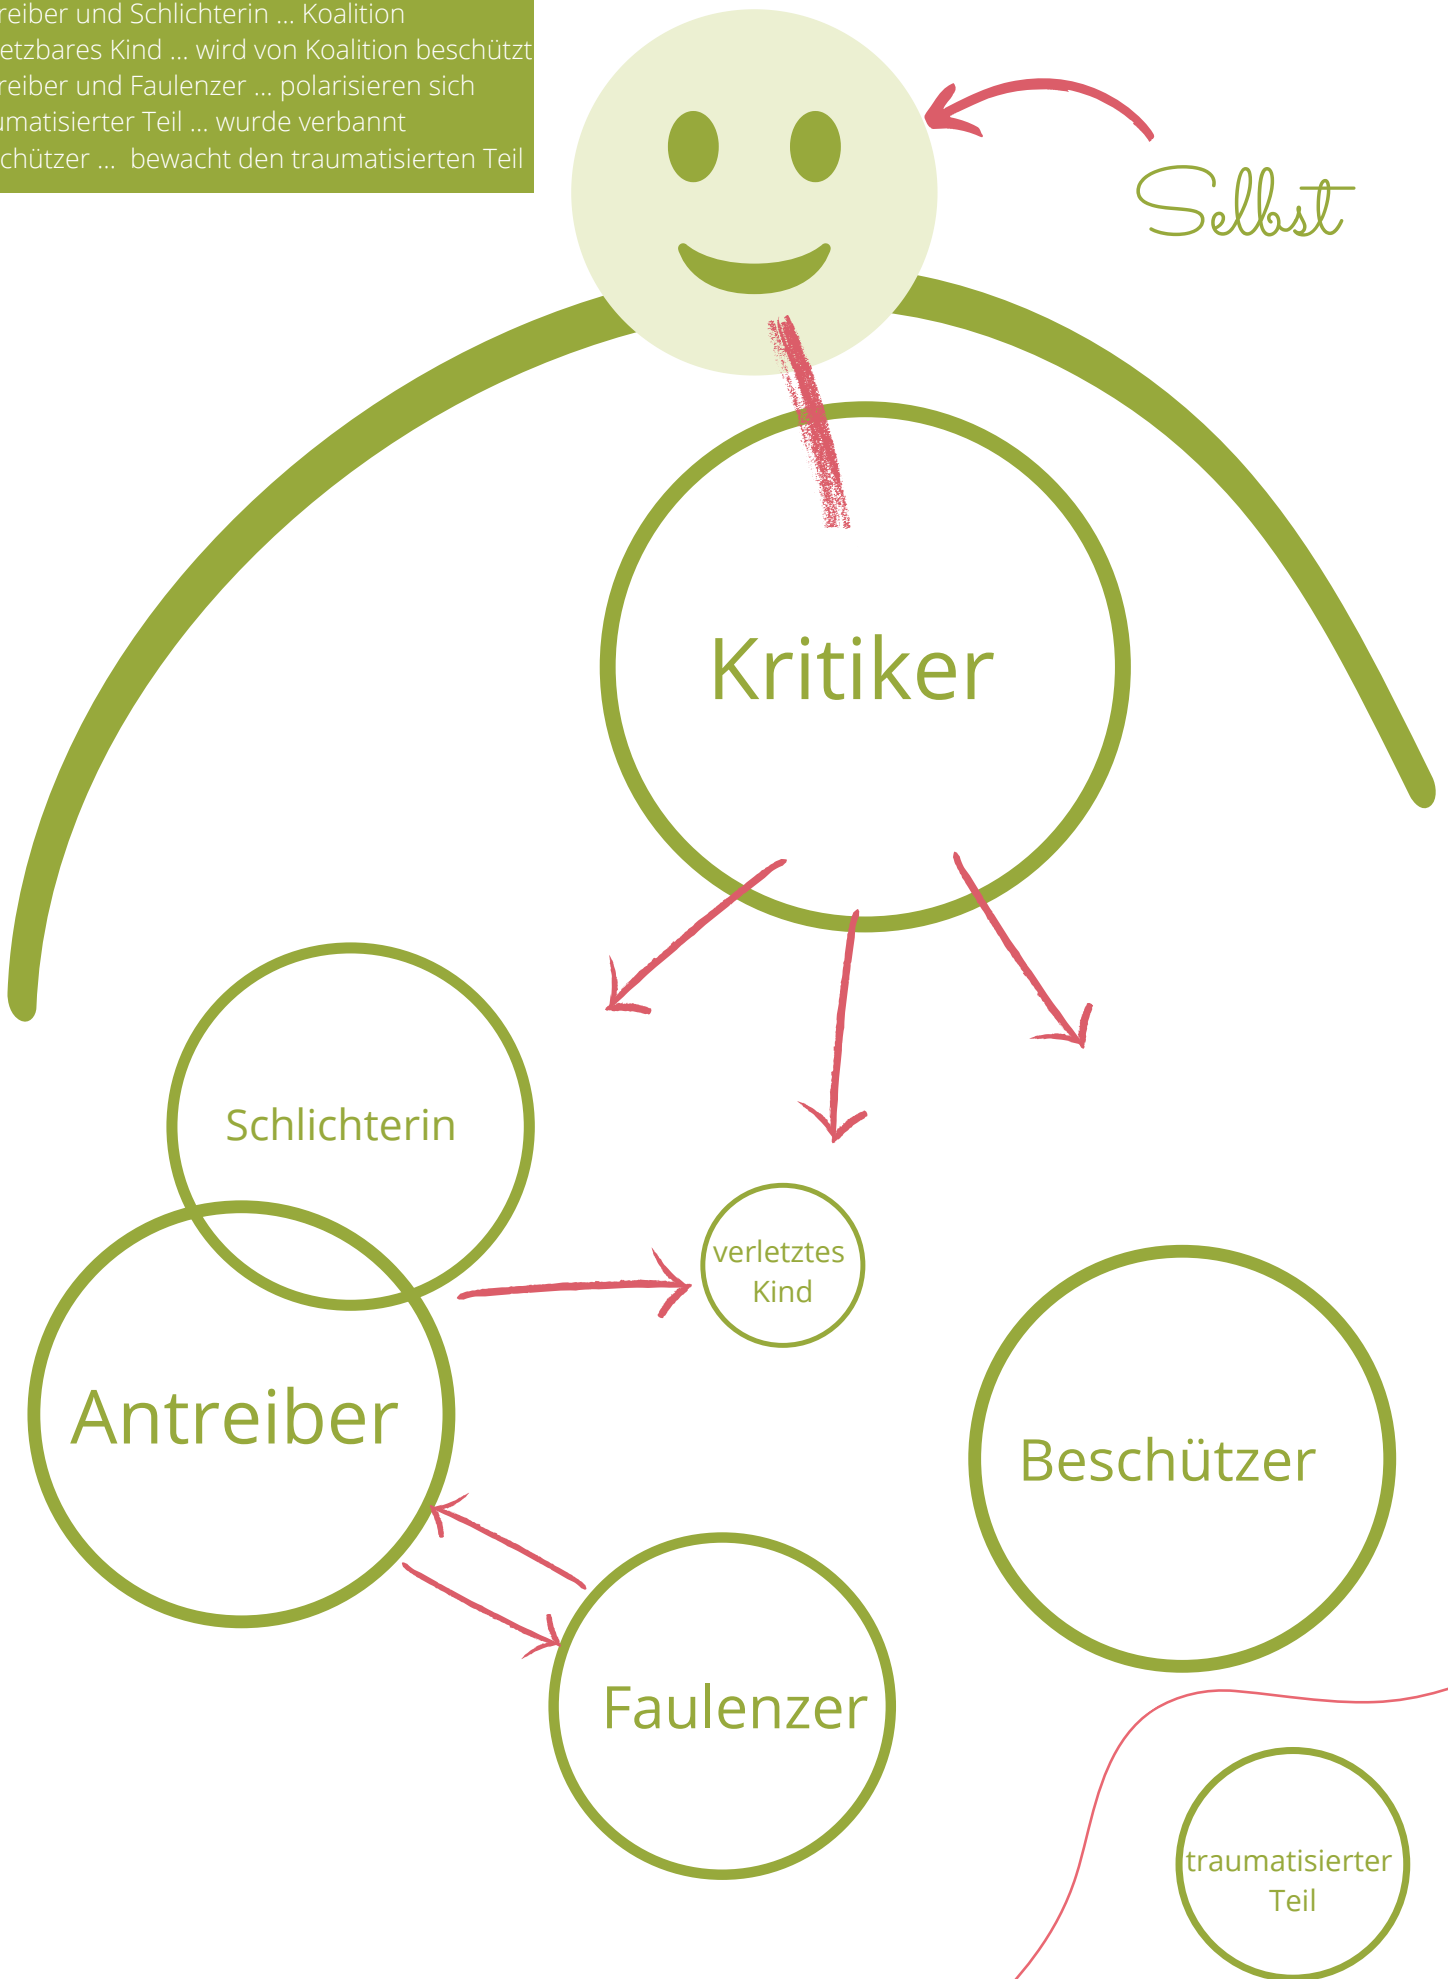 reiber und Schlichterin ... Koalition
etzbares Kind ... wird von Koalition beschützt
reiber und Faulenzer ... polarisieren sich
umatisierter Teil ... wurde verbannt
chützer ... bewacht den traumatisierten Teil
Selbst
Kritiker
Schlichterin
verletztes
Kind
Antreiber
Beschützer
Faulenzer
traumatisierter
Teil